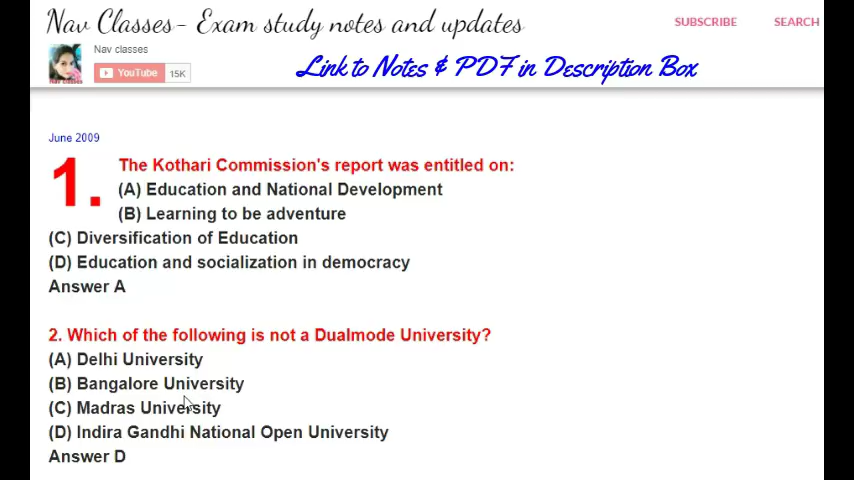 Nav Classes- Exam study notes and updates
SUBSCRIBE
SEARCH
Nav classes
YouTube 15K
Link to Notes & PDF in Description Box
June 2009
1. The Kothari Commission's report was entitled on:
(A) Education and National Development
(B) Learning to be adventure
(C) Diversification of Education
(D) Education and socialization in democracy
Answer A
2. Which of the following is not a Dualmode University?
(A) Delhi University
(B) Bangalore University
(C) Madras University
(D) Indira Gandhi National Open University
Answer D